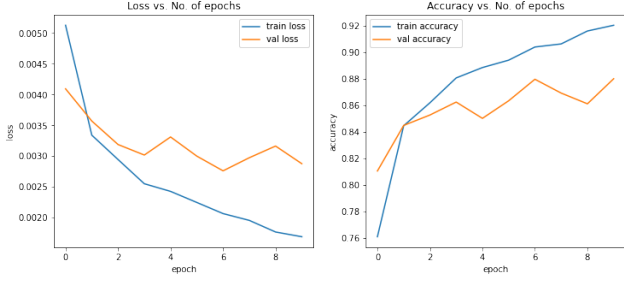 Loss vs. No. of epochs
train loss
val loss
0.0050
0.0045
0.0040
0.0035
0.0030
0.0025
0.0020
loss
0 2 4 6 8
epoch
Accuracy vs. No. of epochs
train accuracy
val accuracy
0.92
0.90
0.88
0.86
0.84
0.82
0.80
0.78
0.76
accuracy
0 2 4 6 8
epoch